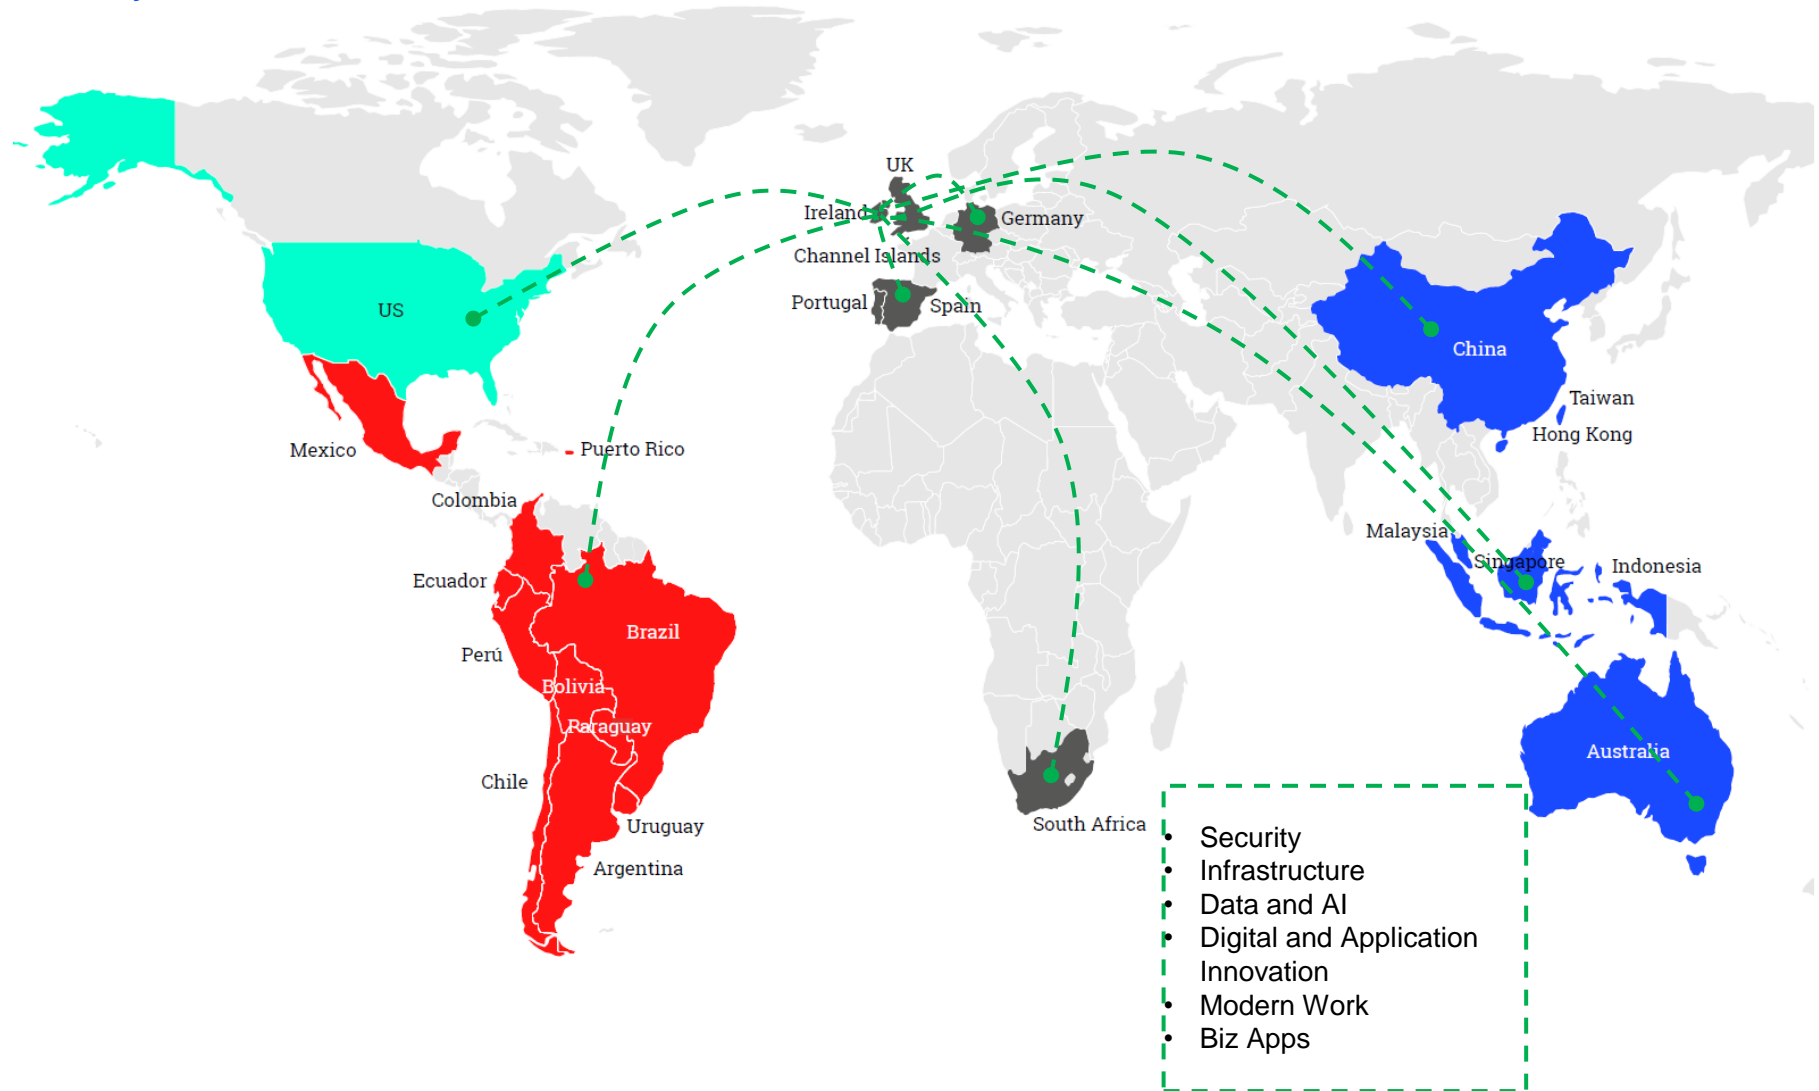 UK
Ireland
Germany
Channel Islands
Portugal
Spain
US
China
Taiwan
Hong Kong
Mexico
Puerto Rico
Colombia
Malaysia
Singapore
Indonesia
Ecuador
Brazil
Perú
Bolivia
Paraguay
Chile
Australia
Uruguay
South Africa
Argentina
• Security
• Infrastructure
• Data and AI
• Digital and Application
Innovation
• Modern Work
• Biz Apps